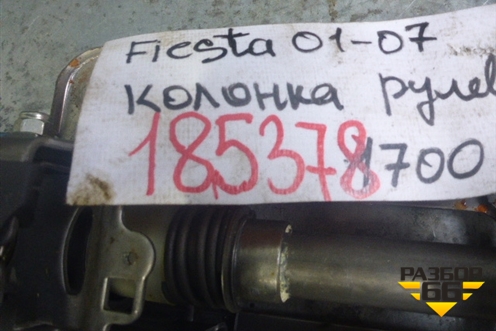 Fiesta 01-07
колонка рулев
185378 1700
РАЗБОР
66